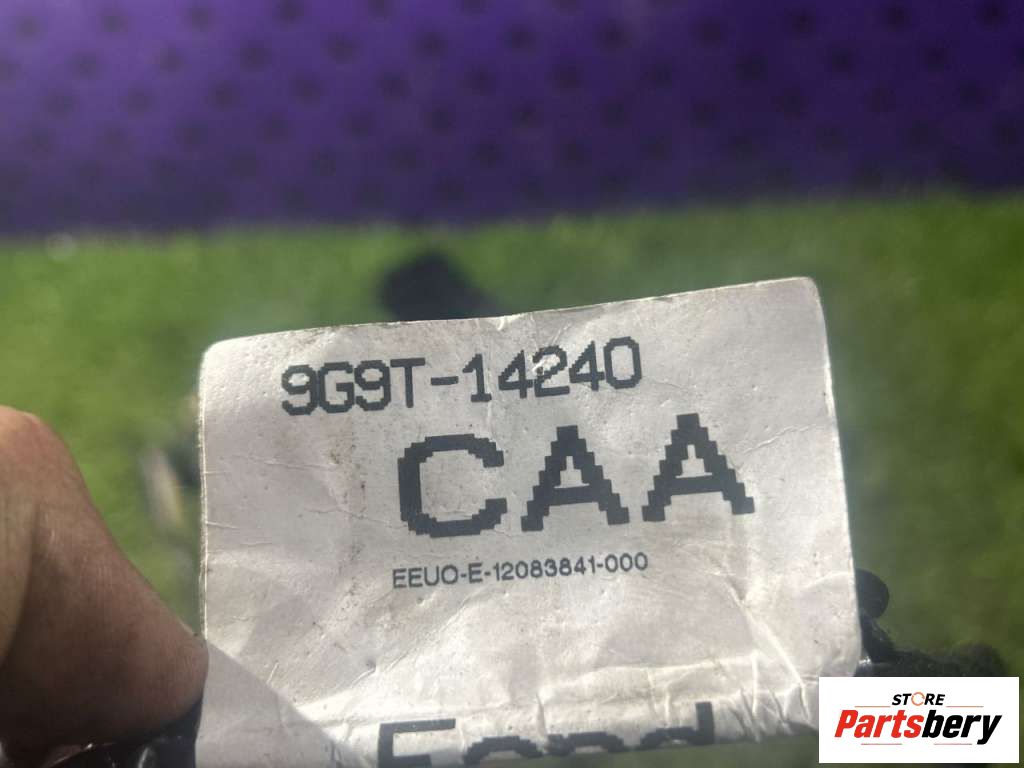 9G9T-14240
CAA
EEUO-E-12083841-000
STORE
Partsbery